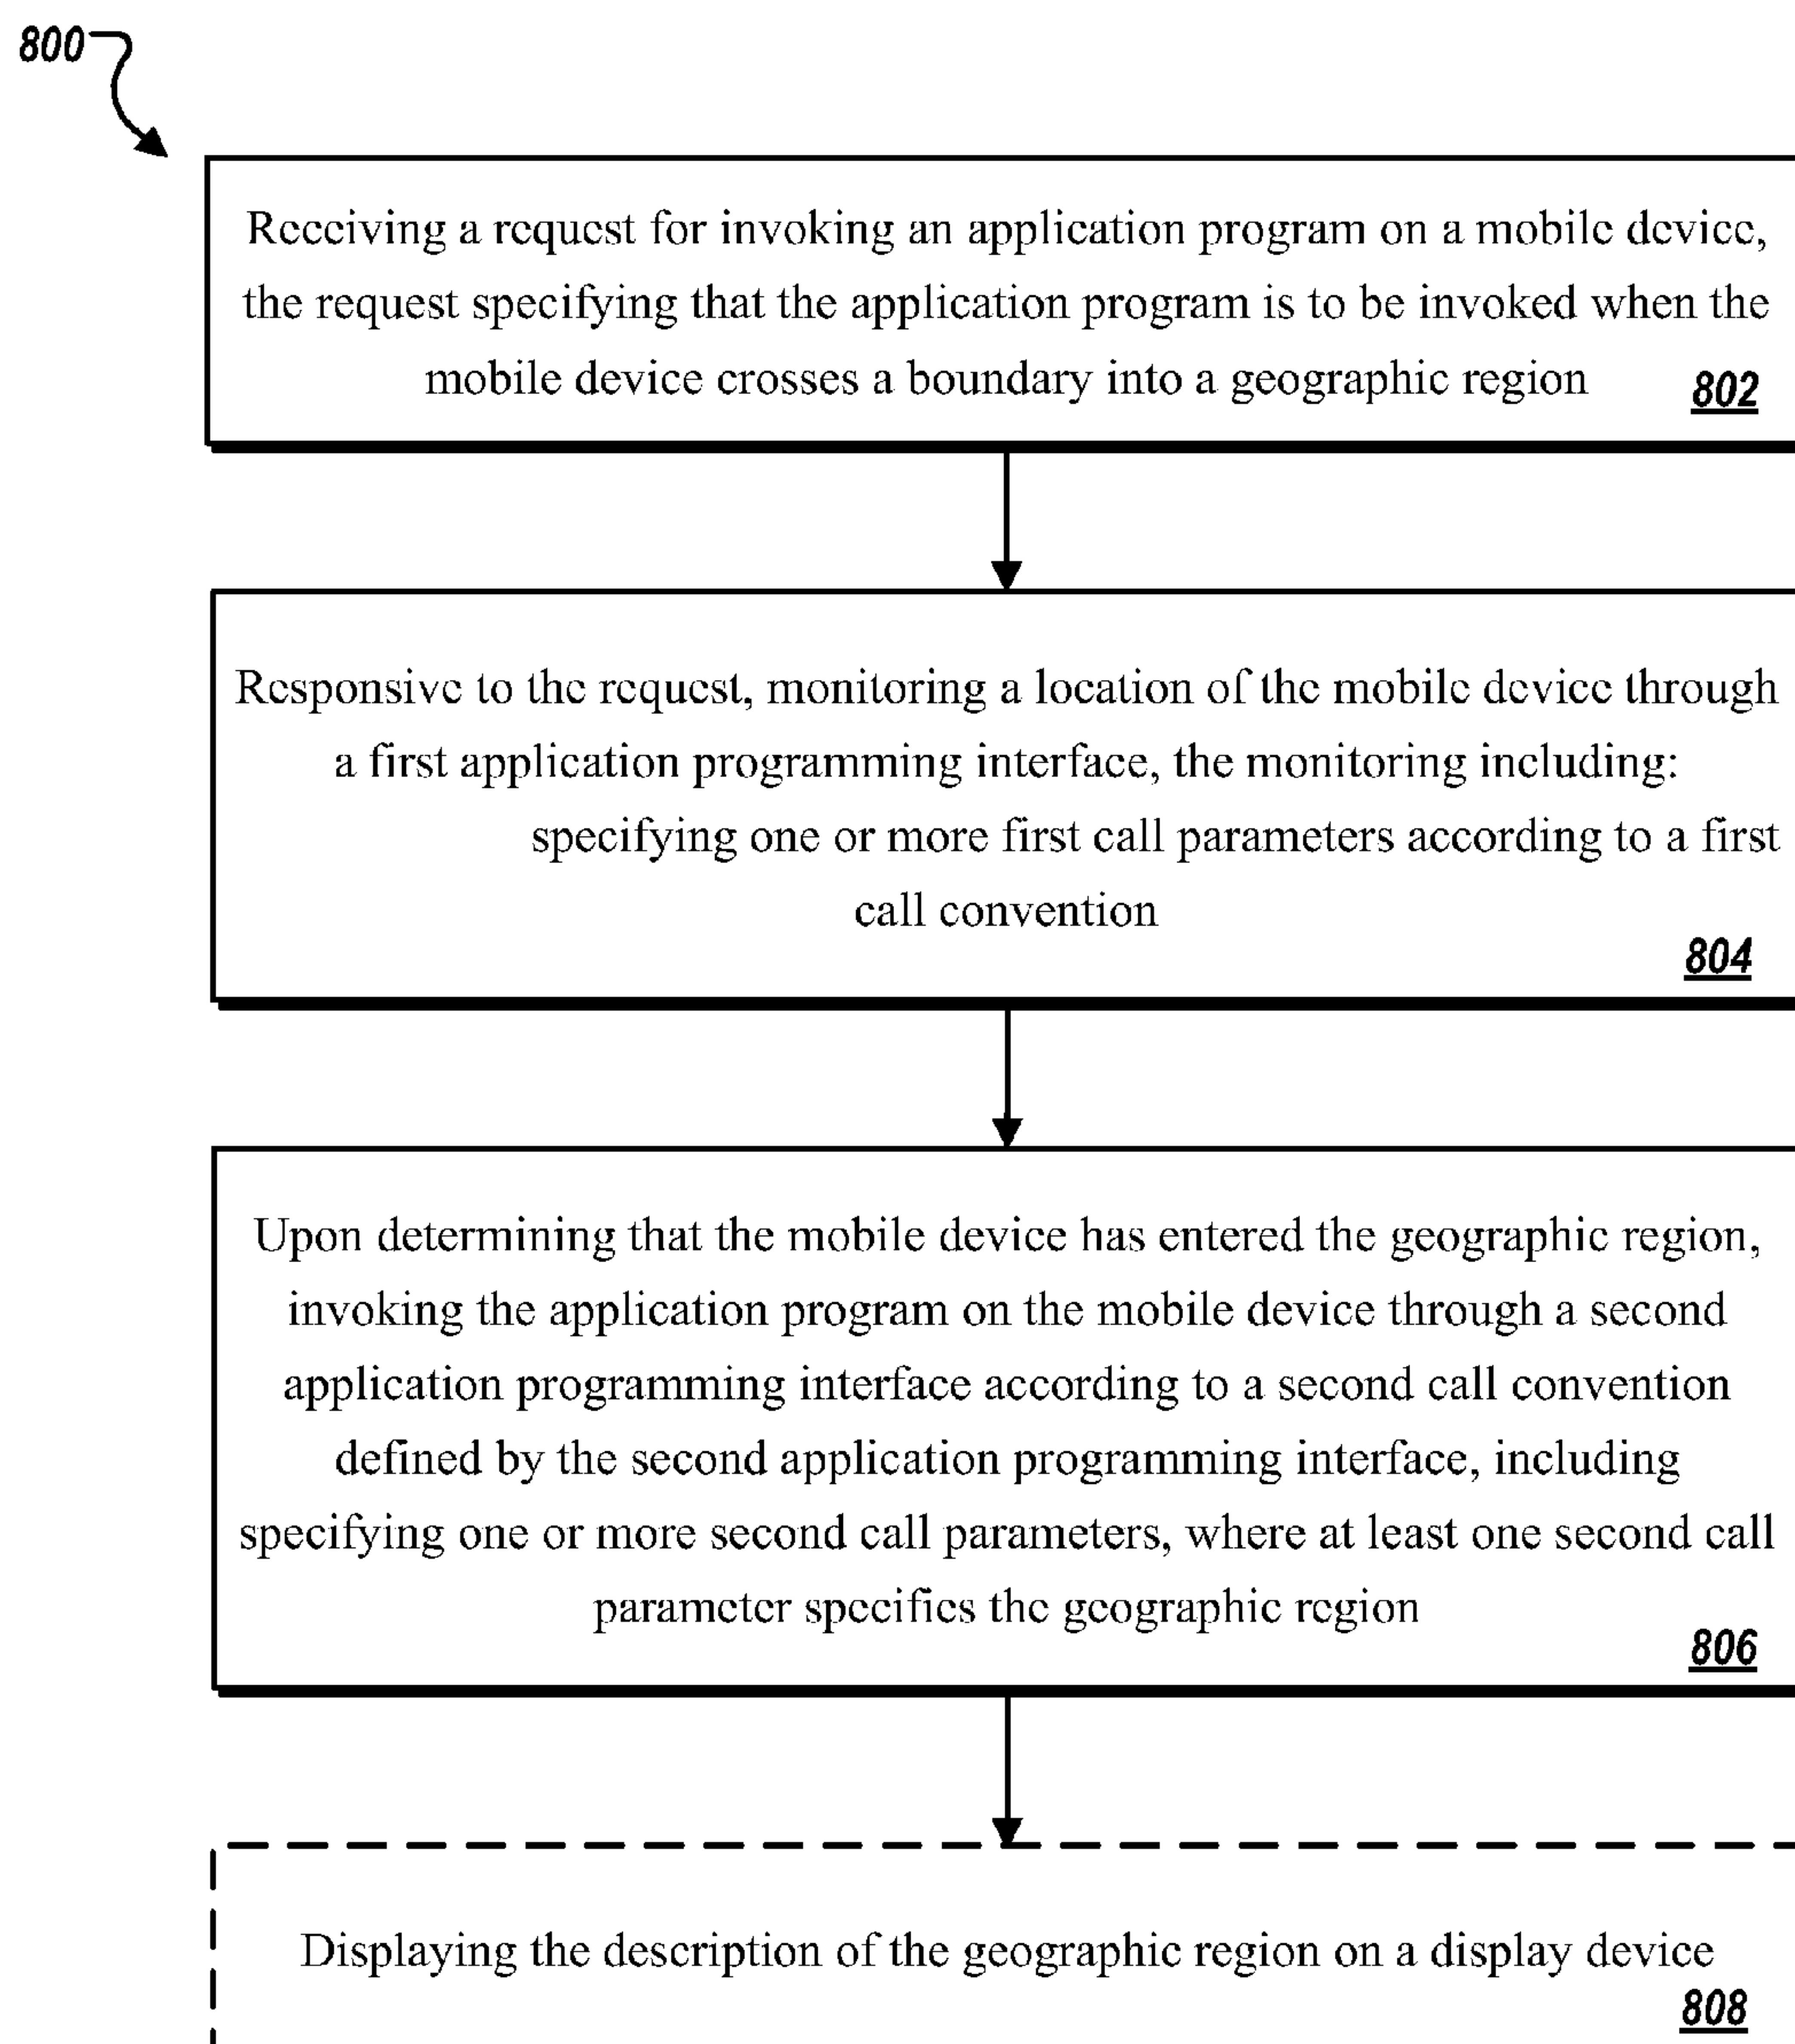 800
Receiving a request for invoking an application program on a mobile device,
the request specifying that the application program is to be invoked when the
mobile device crosses a boundary into a geographic region
802
Responsive to the request, monitoring a location of the mobile device through
a first application programming interface, the monitoring including:
specifying one or more first call parameters according to a first
call convention
804
Upon determining that the mobile device has entered the geographic region,
invoking the application program on the mobile device through a second
application programming interface according to a second call convention
defined by the second application programming interface, including
specifying one or more second call parameters, where at least one second call
parameter specifies the geographic region
806
Displaying the description of the geographic region on a display device
808